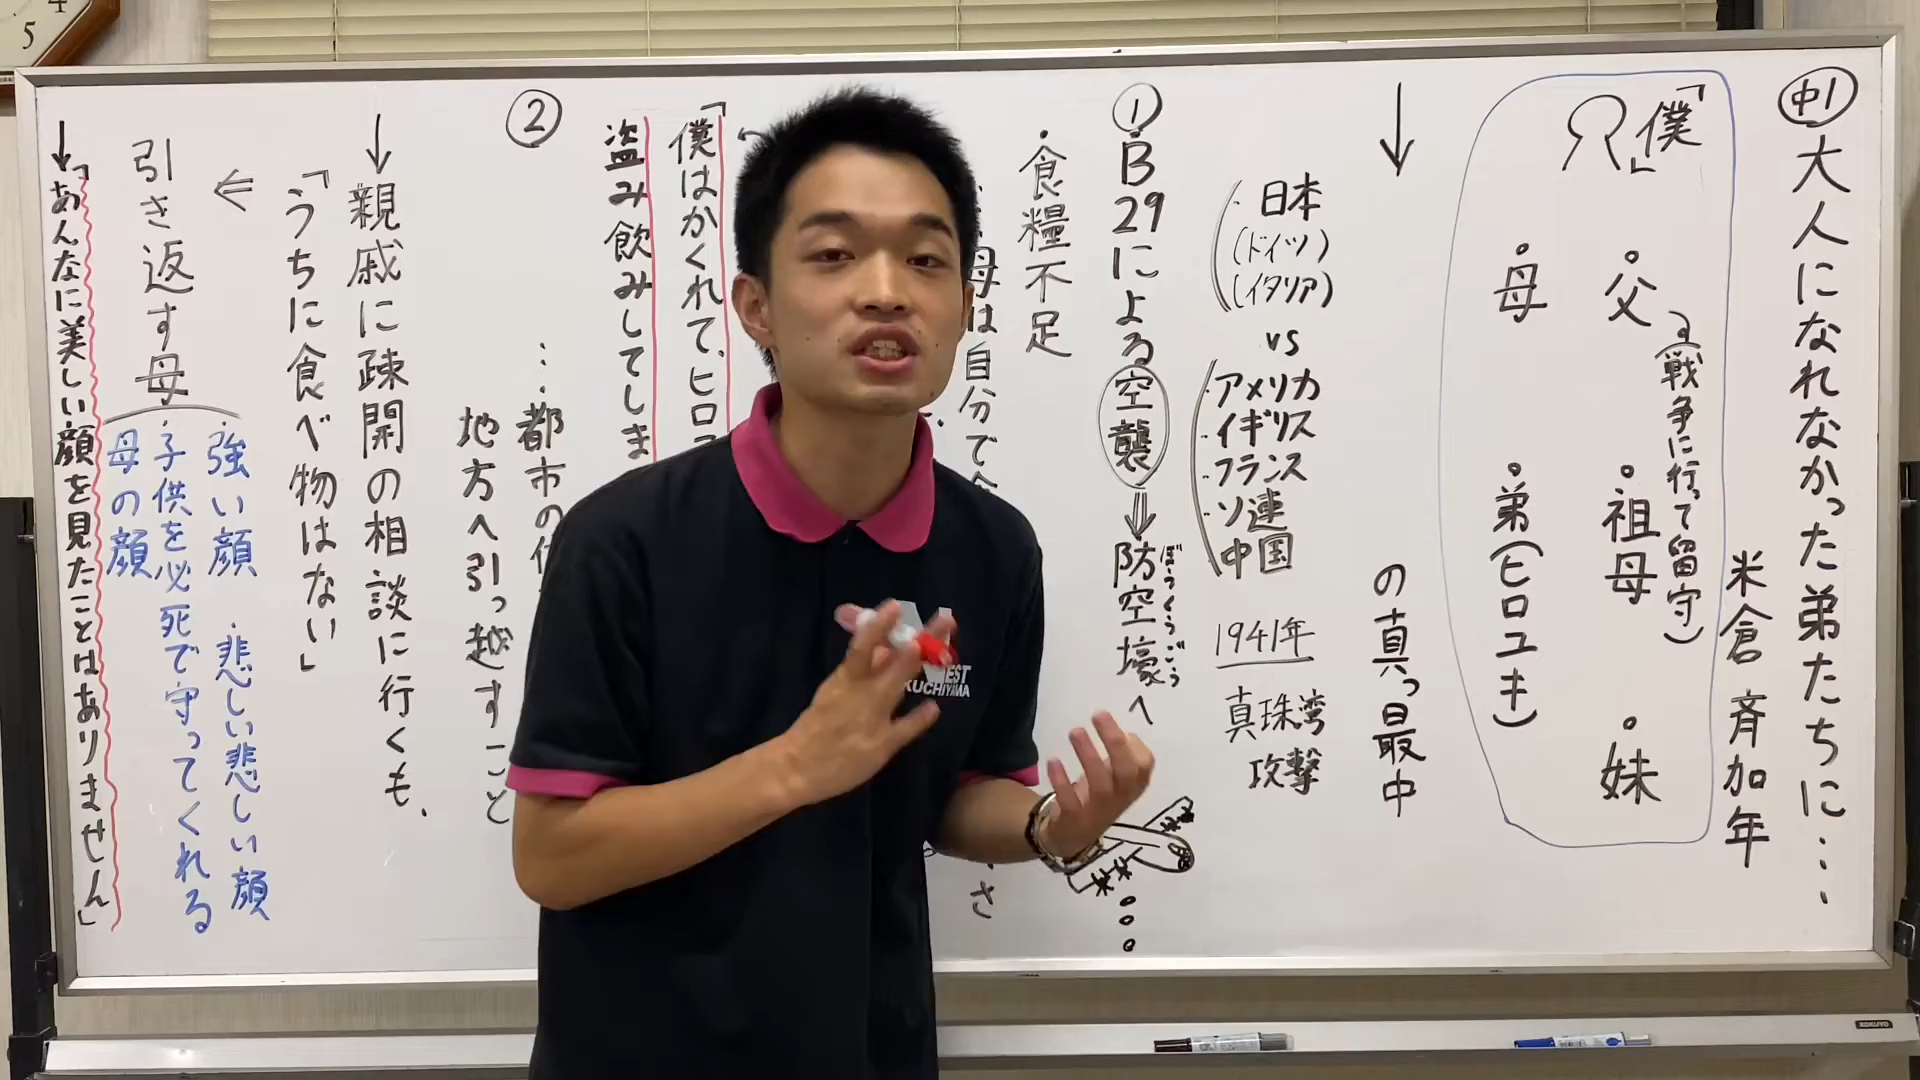 中1 大人になれなかった弟たちに…
米倉斉加年
「僕」
・父
(戦争に行って留守)
・祖母
・妹
・母
・弟(ヒロユキ)
↓
の真っ最中
・日本
(ドイツ)
(イタリア)
vs
・アメリカ
・イギリス
・フランス
・ソ連
中国
1941年
真珠湾
攻撃
①
・B29による空襲⇒防空壕へ
ぼうくうごう
・食糧不足
母は自分で
さ
「僕はかくれて、ヒロ
盗み飲みしてしま
②
…都市の
地方へ引っ越すこと
↓親戚に疎開の相談に行くも、
「うちに食べ物はない」
⇐
引き返す母
・強い顔
・悲しい悲しい顔
・子供を必死で守ってくれる
母の顔
↓「あんなに美しい顔を見たことはありません」
EST
KUCHIYAMA
KOKUYO
4
5